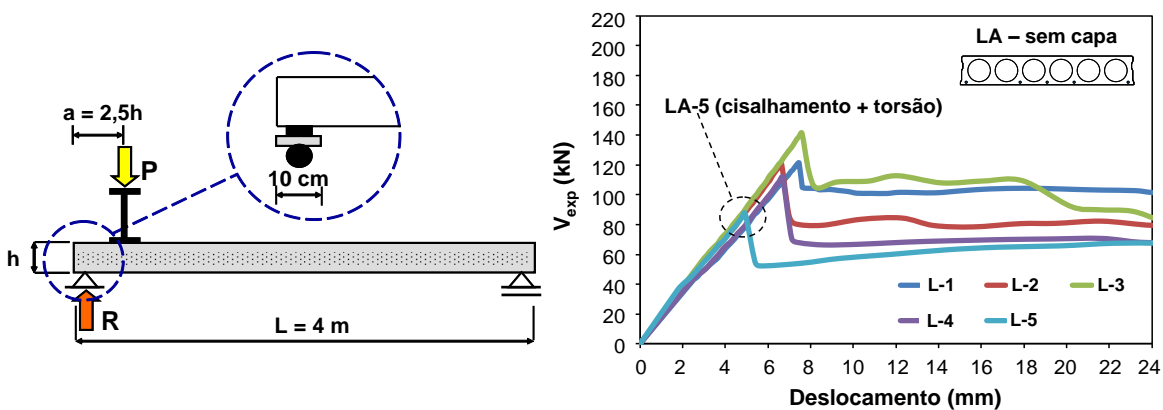 a = 2,5h
P
10 cm
h
R
L = 4 m
LA – sem capa
LA-5 (cisalhamento + torsão)
V_exp (kN)
220
200
180
160
140
120
100
80
60
40
20
0
L-1 L-2 L-3
L-4 L-5
0 2 4 6 8 10 12 14 16 18 20 22 24
Deslocamento (mm)